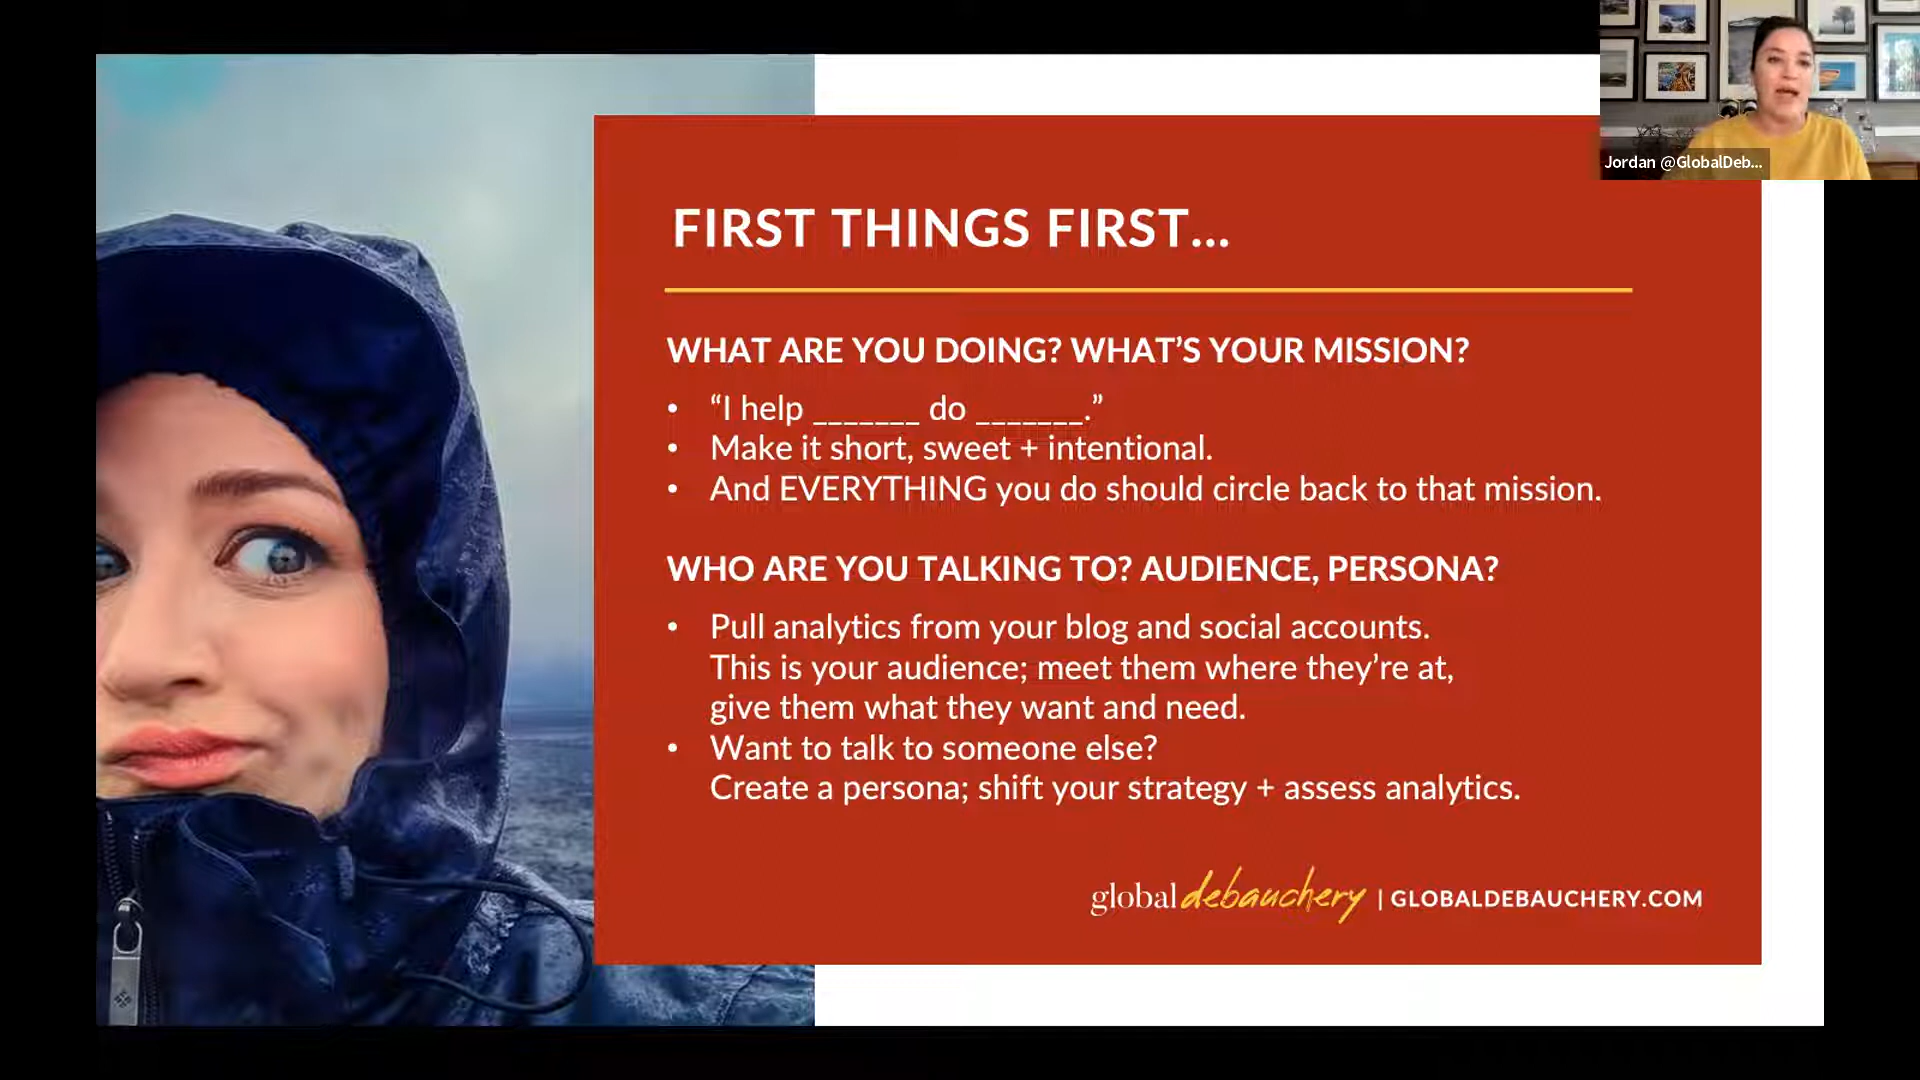 Jordan @GlobalDeb...
FIRST THINGS FIRST...
WHAT ARE YOU DOING? WHAT’S YOUR MISSION?
• “I help _______ do _______.”
• Make it short, sweet + intentional.
• And EVERYTHING you do should circle back to that mission.
WHO ARE YOU TALKING TO? AUDIENCE, PERSONA?
• Pull analytics from your blog and social accounts.
This is your audience; meet them where they’re at,
give them what they want and need.
• Want to talk to someone else?
Create a persona; shift your strategy + assess analytics.
global debauchery | GLOBALDEBAUCHERY.COM